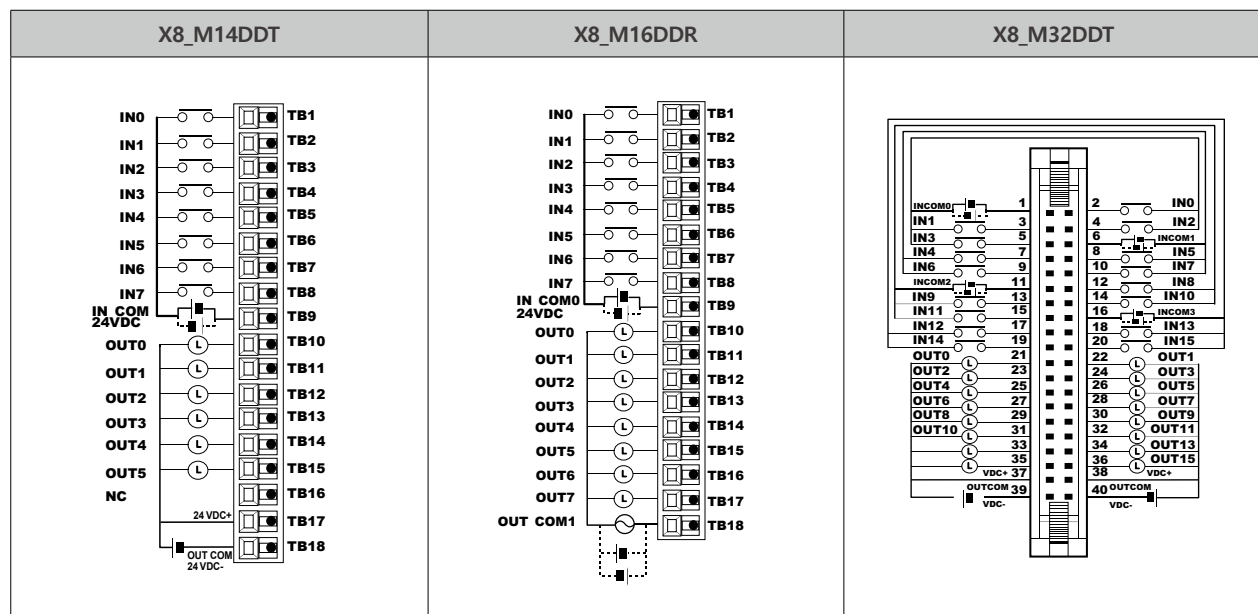 X8_M14DDT
X8_M16DDR
X8_M32DDT
IN0 TB1
IN1 TB2
IN2 TB3
IN3 TB4
IN4 TB5
IN5 TB6
IN6 TB7
IN7 TB8
IN COM
24VDC TB9
OUT0 TB10
OUT1 TB11
OUT2 TB12
OUT3 TB13
OUT4 TB14
OUT5 TB15
NC TB16
24 VDC+ TB17
OUT COM
24 VDC- TB18
IN0 TB1
IN1 TB2
IN2 TB3
IN3 TB4
IN4 TB5
IN5 TB6
IN6 TB7
IN7 TB8
IN COM0
24VDC TB9
OUT0 TB10
OUT1 TB11
OUT2 TB12
OUT3 TB13
OUT4 TB14
OUT5 TB15
OUT6 TB16
OUT7 TB17
OUT COM1 TB18
INCOM0 1 2 IN0
IN1 3 4 IN2
IN3 5 6 INCOM1
IN4 7 8 IN5
IN6 9 10 IN7
INCOM2 11 12 IN8
IN9 13 14 IN10
IN11 15 16 INCOM3
IN12 17 18 IN13
IN14 19 20 IN15
OUT0 21 22 OUT1
OUT2 23 24 OUT3
OUT4 25 26 OUT5
OUT6 27 28 OUT7
OUT8 29 30 OUT9
OUT10 31 32 OUT11
33 34 OUT13
35 36 OUT15
VDC+ 37 38 VDC+
OUTCOM 39 40 OUTCOM
VDC- VDC-
L L L L L L
L L L L L L L L
L L L L L L L L
L L L L L L L L